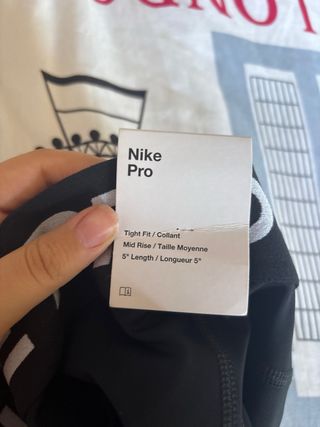 Nike
Pro
Tight Fit / Collant
Mid Rise / Taille Moyenne
5" Length / Longueur 5"